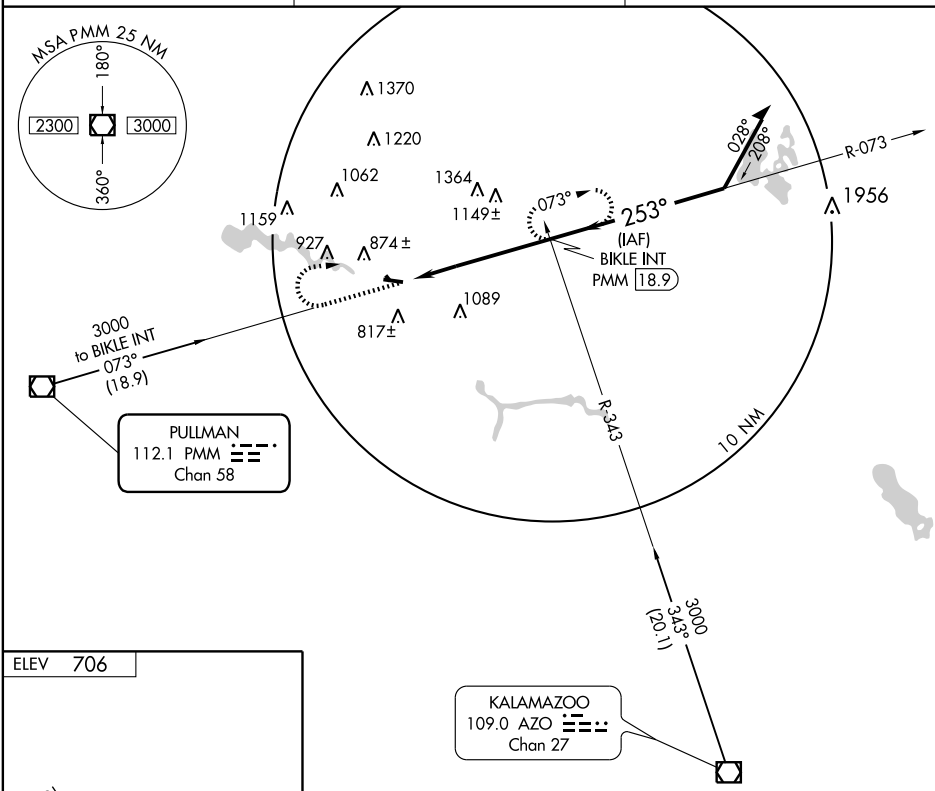 MSA PMM 25 NM
180°
2300
3000
360°
1370
1220
1062
1364
1149±
1159
927
874±
817±
1089
073°
253°
(IAF)
BIKLE INT
PMM 18.9
028°
208°
R-073
1956
3000
to BIKLE INT
073°
(18.9)
PULLMAN
112.1 PMM
Chan 58
R-343
10 NM
3000
343°
(20.1)
ELEV 706
KALAMAZOO
109.0 AZO
Chan 27